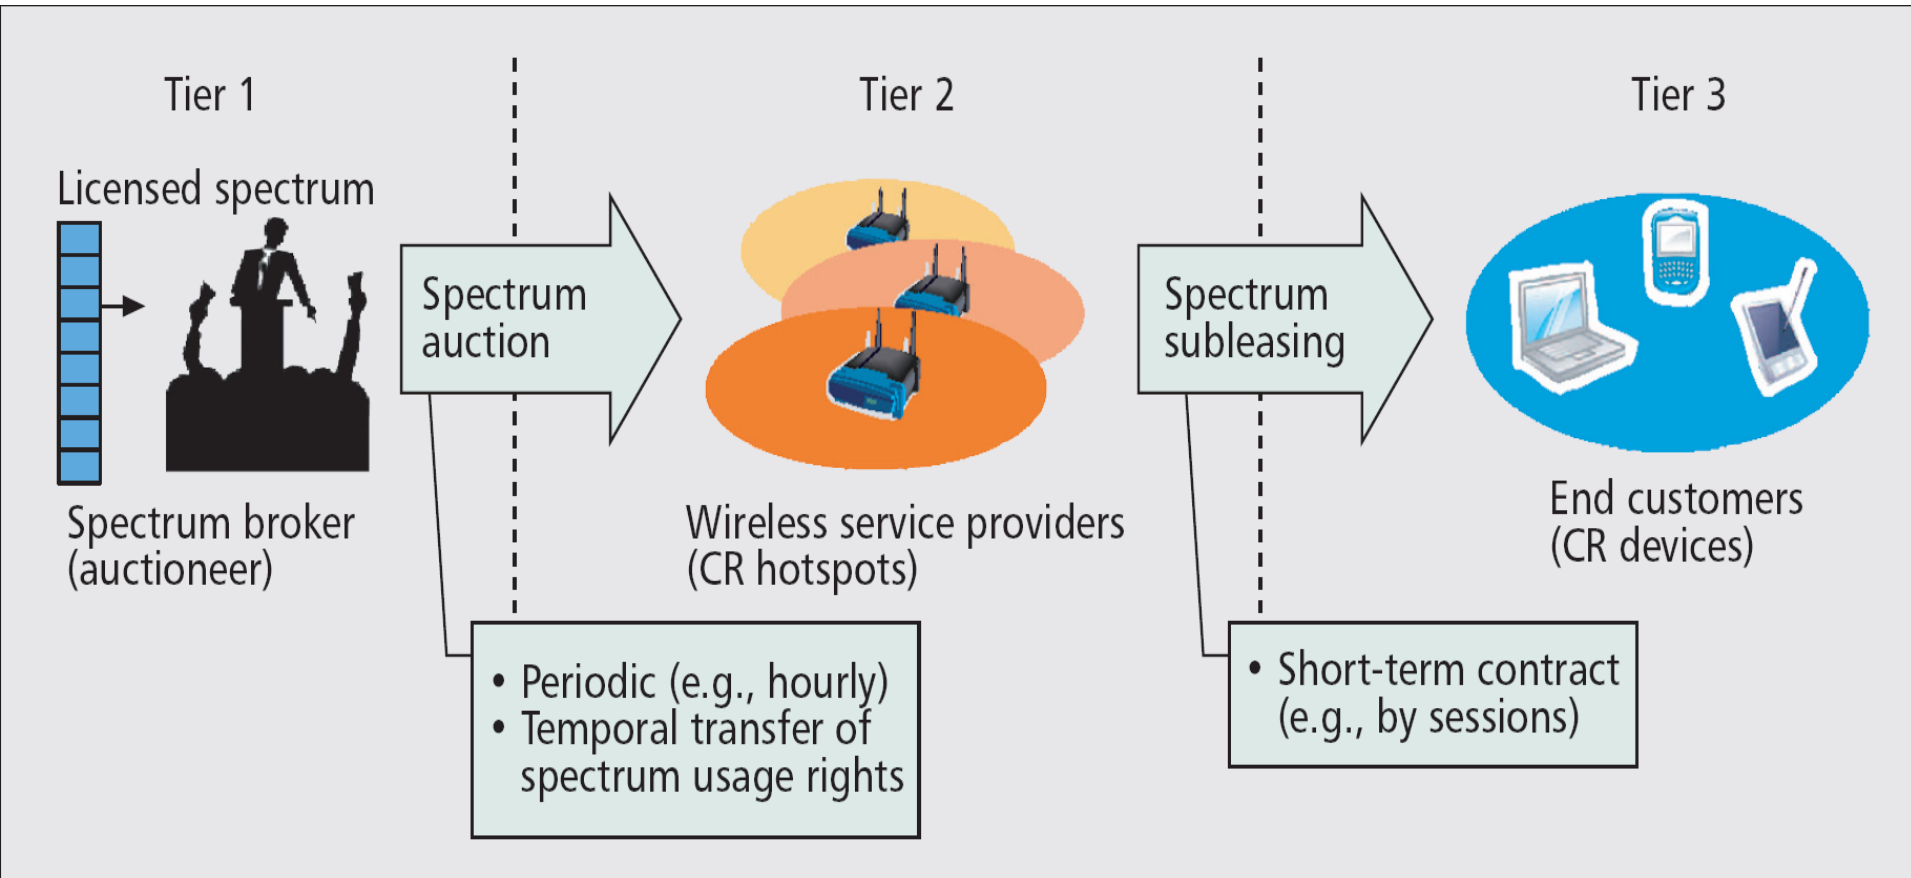 Tier 1
Tier 2
Tier 3
Licensed spectrum
Spectrum
auction
Spectrum
subleasing
Spectrum broker
(auctioneer)
Wireless service providers
(CR hotspots)
End customers
(CR devices)
• Periodic (e.g., hourly)
• Temporal transfer of
spectrum usage rights
• Short-term contract
(e.g., by sessions)